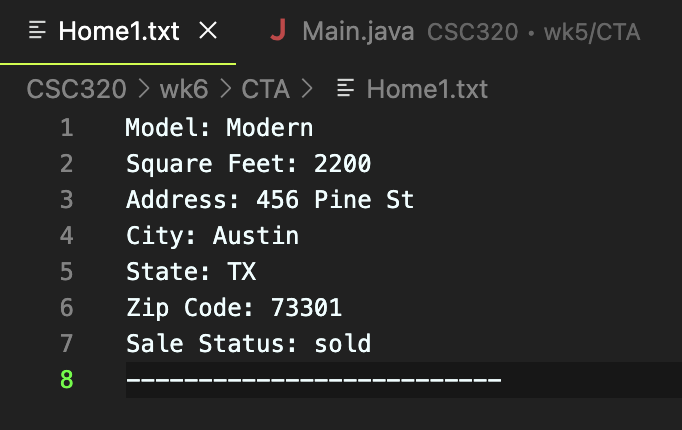 Home1.txt × Main.java CSC320 • wk5/CTA
CSC320 > wk6 > CTA > Home1.txt
1 Model: Modern
2 Square Feet: 2200
3 Address: 456 Pine St
4 City: Austin
5 State: TX
6 Zip Code: 73301
7 Sale Status: sold
8 --------------------------